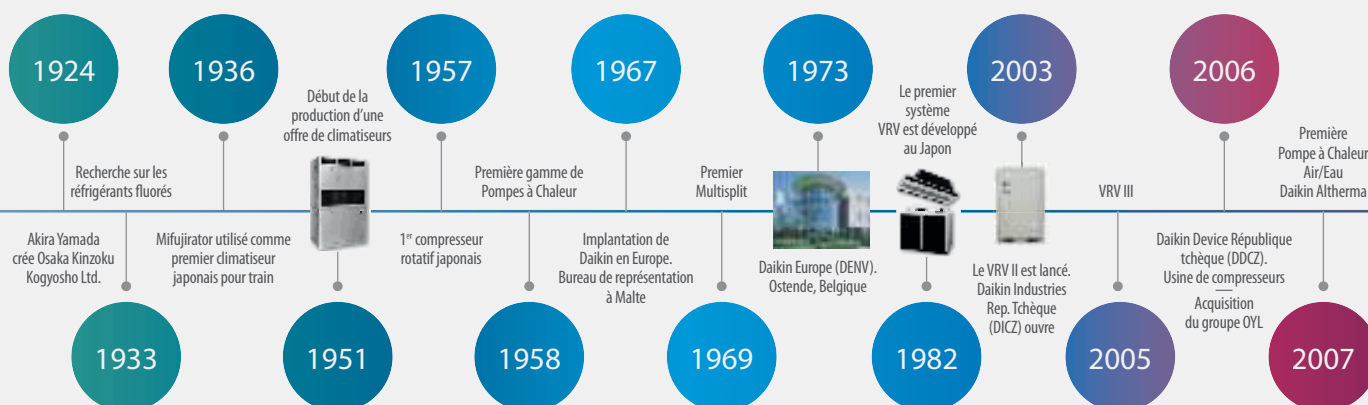 1924
Akira Yamada
crée Osaka Kinzoku
Kogyosho Ltd.
1933
Recherche sur les
réfrigérants fluorés
1936
Mifujirator utilisé comme
premier climatiseur
japonais pour train
1951
Début de la
production d'une
offre de climatiseurs
1957
1er compresseur
rotatif japonais
1958
Première gamme de
Pompes à Chaleur
1967
Implantation de
Daikin en Europe.
Bureau de représentation
à Malte
1969
Premier
Multisplit
1973
Daikin Europe (DENV).
Ostende, Belgique
1982
Le premier
système
VRV est développé
au Japon
2003
Le VRV II est lancé.
Daikin Industries
Rep. Tchèque
(DICZ) ouvre
2005
VRV III
2006
Daikin Device République
tchèque (DDCZ).
Usine de compresseurs
Acquisition
du groupe OYL
2007
Première
Pompe à Chaleur
Air/Eau
Daikin Altherma